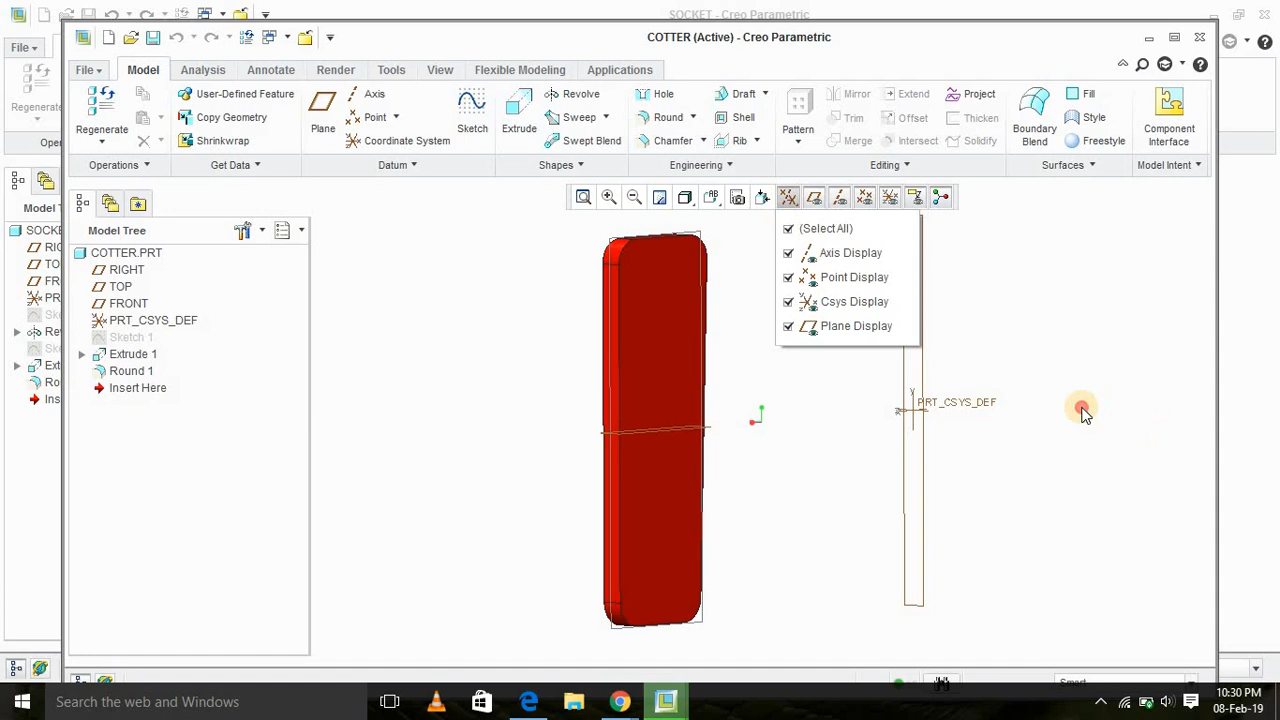 SOCKET - Creo Parametric
COTTER (Active) - Creo Parametric
File
File Model Analysis Annotate Render Tools View Flexible Modeling Applications
Regenerate
Regenerate
User-Defined Feature
Copy Geometry
Shrinkwrap
Plane
Axis
Point
Coordinate System
Sketch
Extrude
Revolve
Sweep
Swept Blend
Hole
Round
Chamfer
Draft
Shell
Rib
Pattern
Mirror
Trim
Merge
Extend
Offset
Intersect
Project
Thicken
Solidify
Boundary
Blend
Fill
Style
Freestyle
Component
Interface
Operations Get Data Datum Shapes Engineering Editing Surfaces Model Intent
Model Tree
COTTER.PRT
RIGHT
TOP
FRONT
PRT_CSYS_DEF
Sketch 1
Extrude 1
Round 1
Insert Here
(Select All)
Axis Display
Point Display
Csys Display
Plane Display
PRT_CSYS_DEF
Search the web and Windows
10:30 PM
08-Feb-19